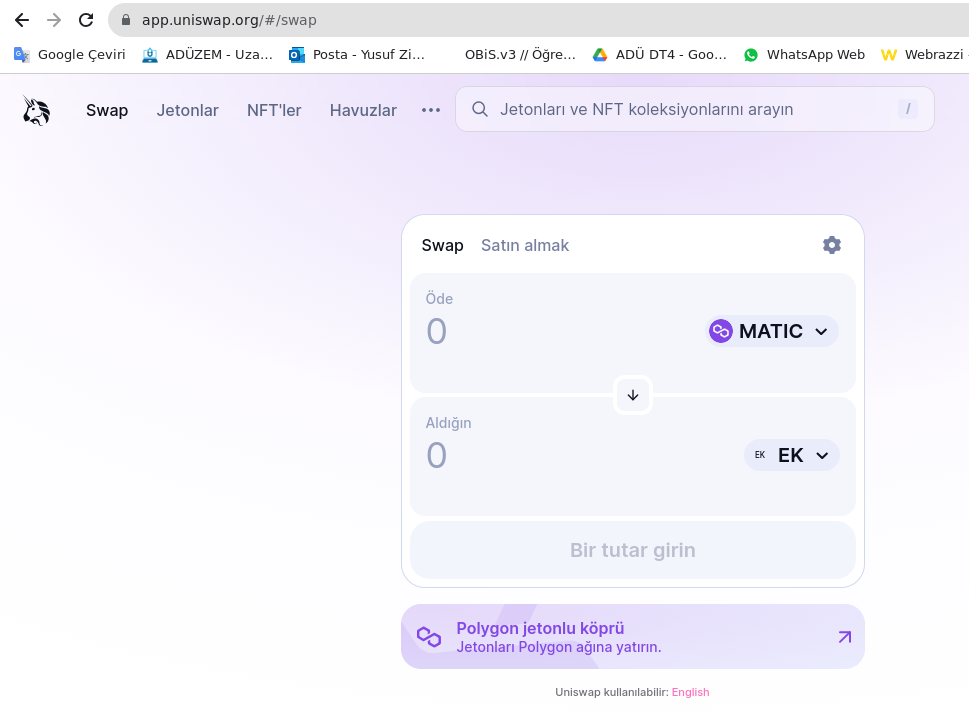 app.uniswap.org/#/swap
Google Çeviri ADÜZEM - Uza... Posta - Yusuf Zi... OBiS.v3 // Öğre... ADÜ DT4 - Goo... WhatsApp Web Webrazzi -
Swap Jetonlar NFT'ler Havuzlar ... Jetonları ve NFT koleksiyonlarını arayın /
Swap Satın almak
Öde
0 MATIC
Aldığın
0 EK EK
Bir tutar girin
Polygon jetonlu köprü
Jetonları Polygon ağına yatırın.
Uniswap kullanılabilir: English